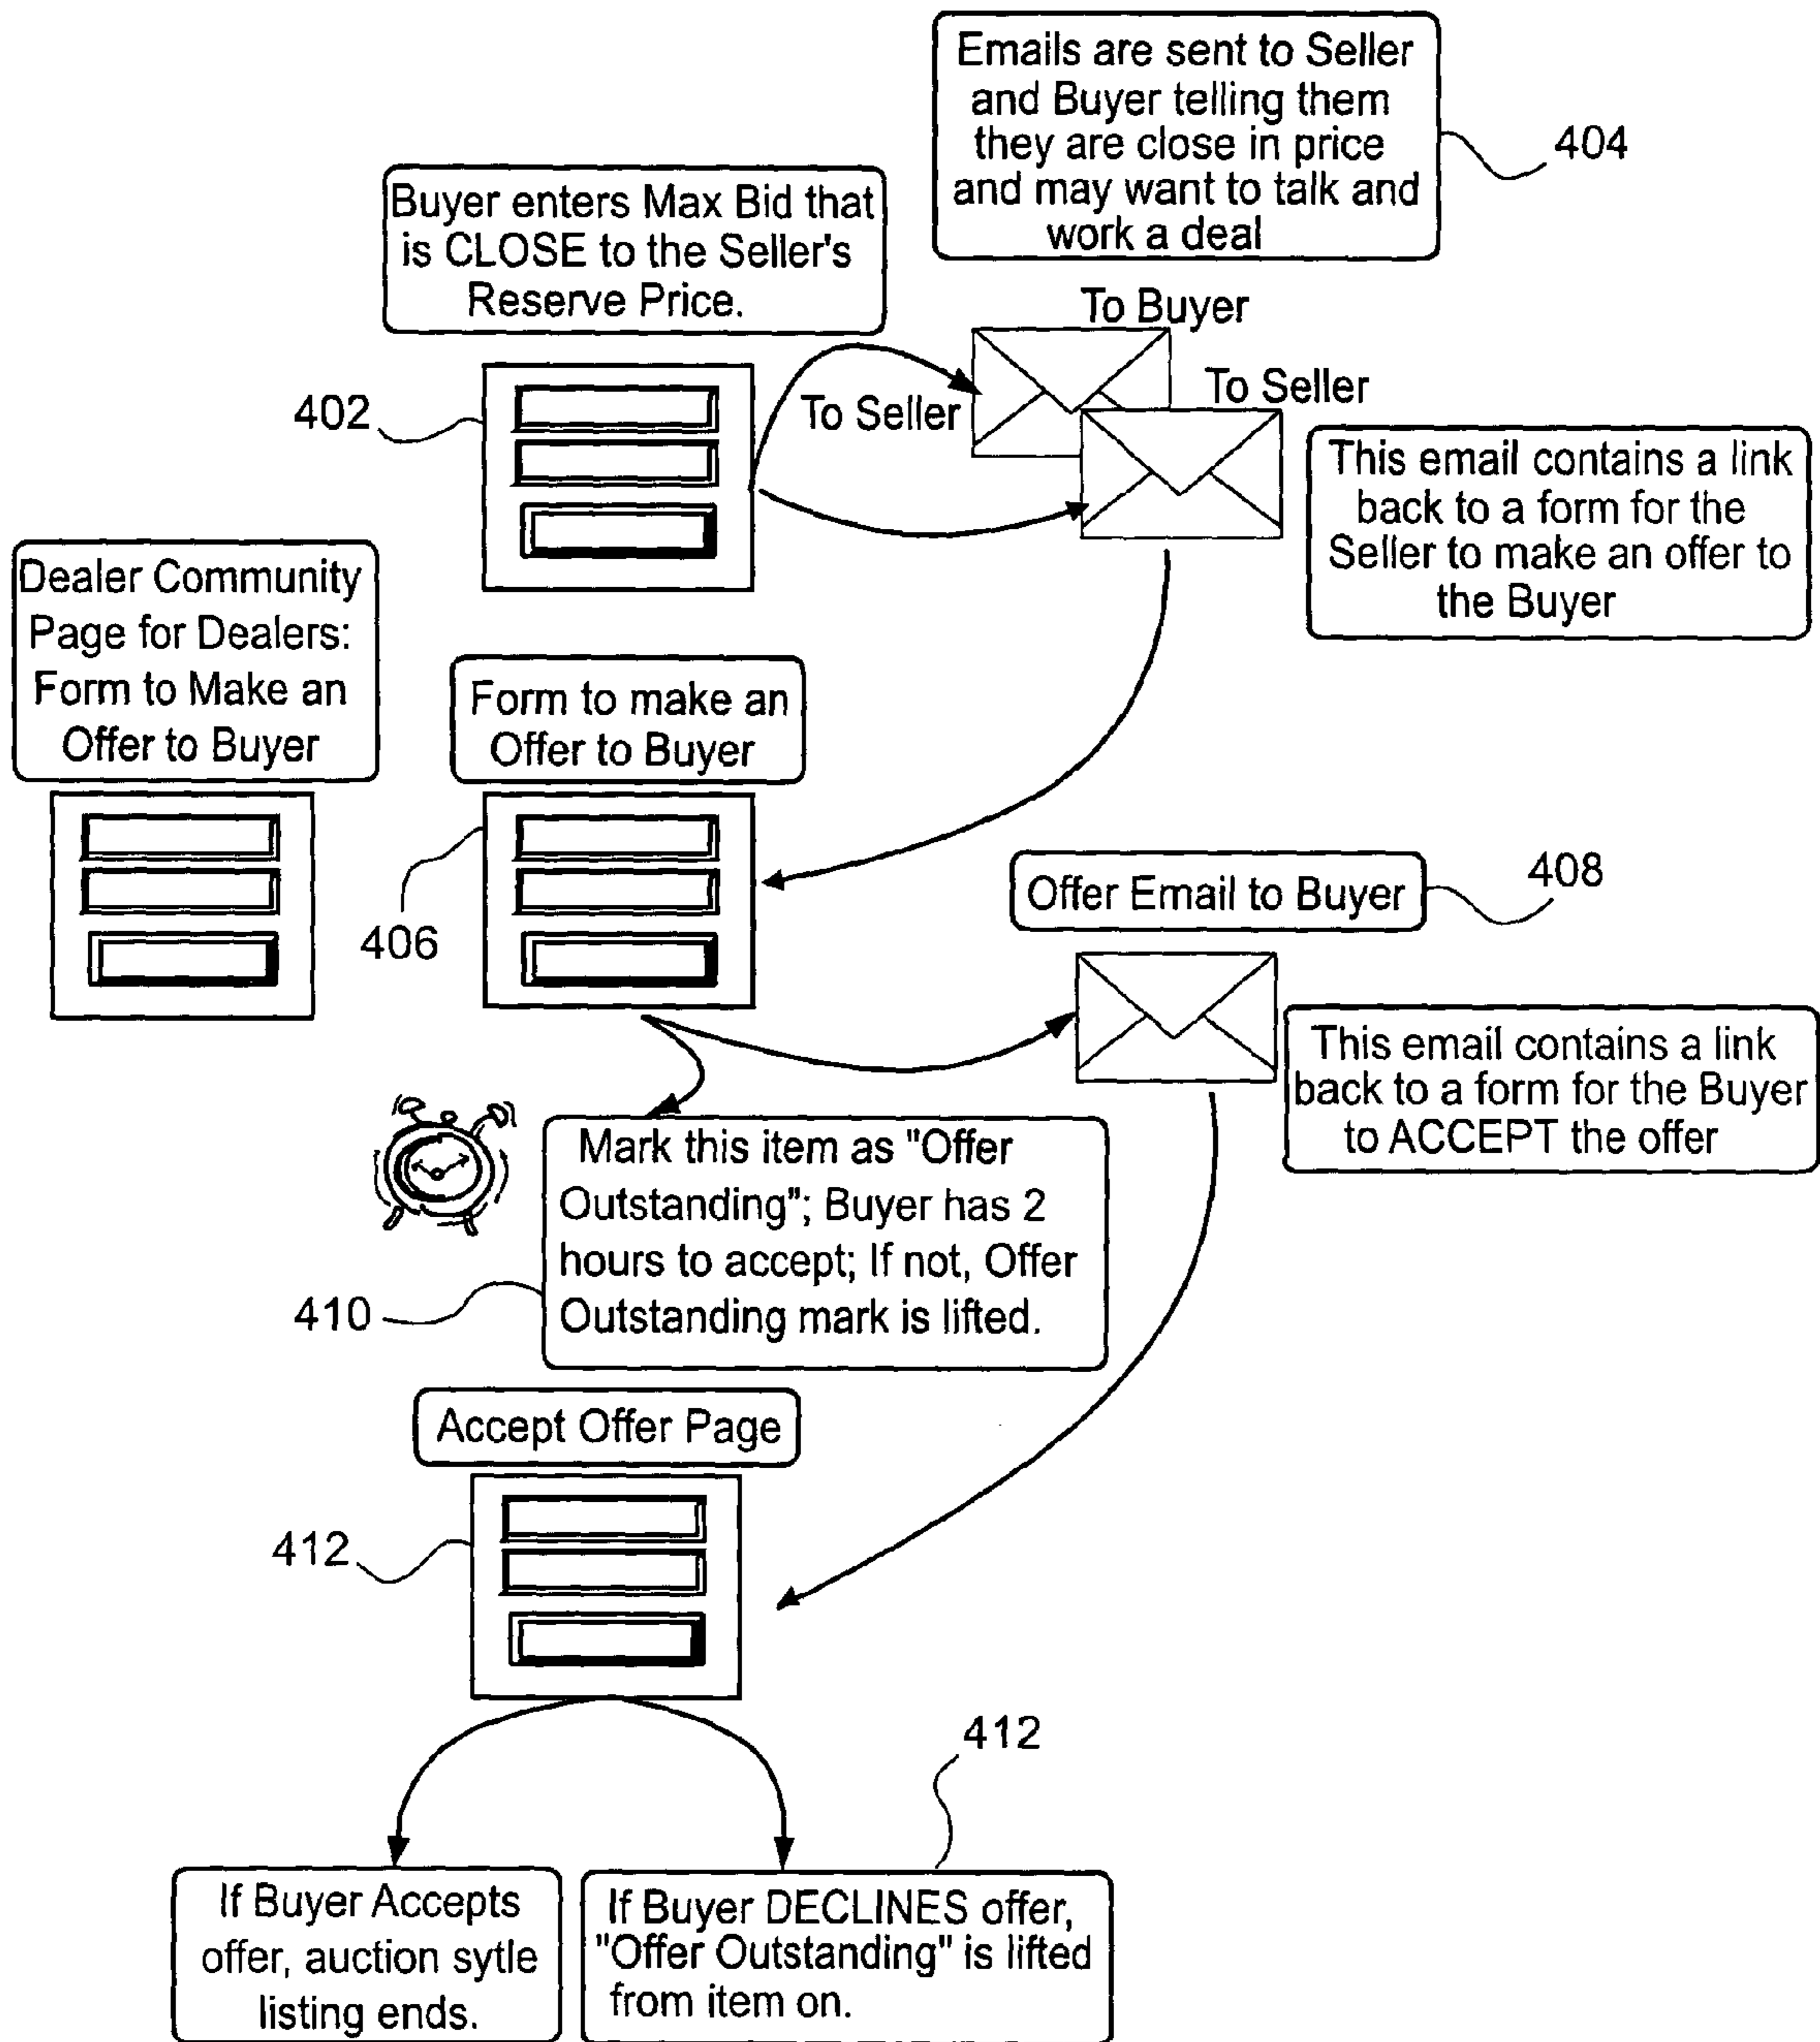 Emails are sent to Seller
and Buyer telling them
they are close in price
and may want to talk and
work a deal
404
Buyer enters Max Bid that
is CLOSE to the Seller's
Reserve Price.
To Buyer
402
To Seller
To Seller
This email contains a link
back to a form for the
Seller to make an offer to
the Buyer
Dealer Community
Page for Dealers:
Form to Make an
Offer to Buyer
Form to make an
Offer to Buyer
406
Offer Email to Buyer
408
This email contains a link
back to a form for the Buyer
to ACCEPT the offer
Mark this item as "Offer
Outstanding"; Buyer has 2
hours to accept; If not, Offer
Outstanding mark is lifted.
410
Accept Offer Page
412
412
If Buyer Accepts
offer, auction sytle
listing ends.
If Buyer DECLINES offer,
"Offer Outstanding" is lifted
from item on.